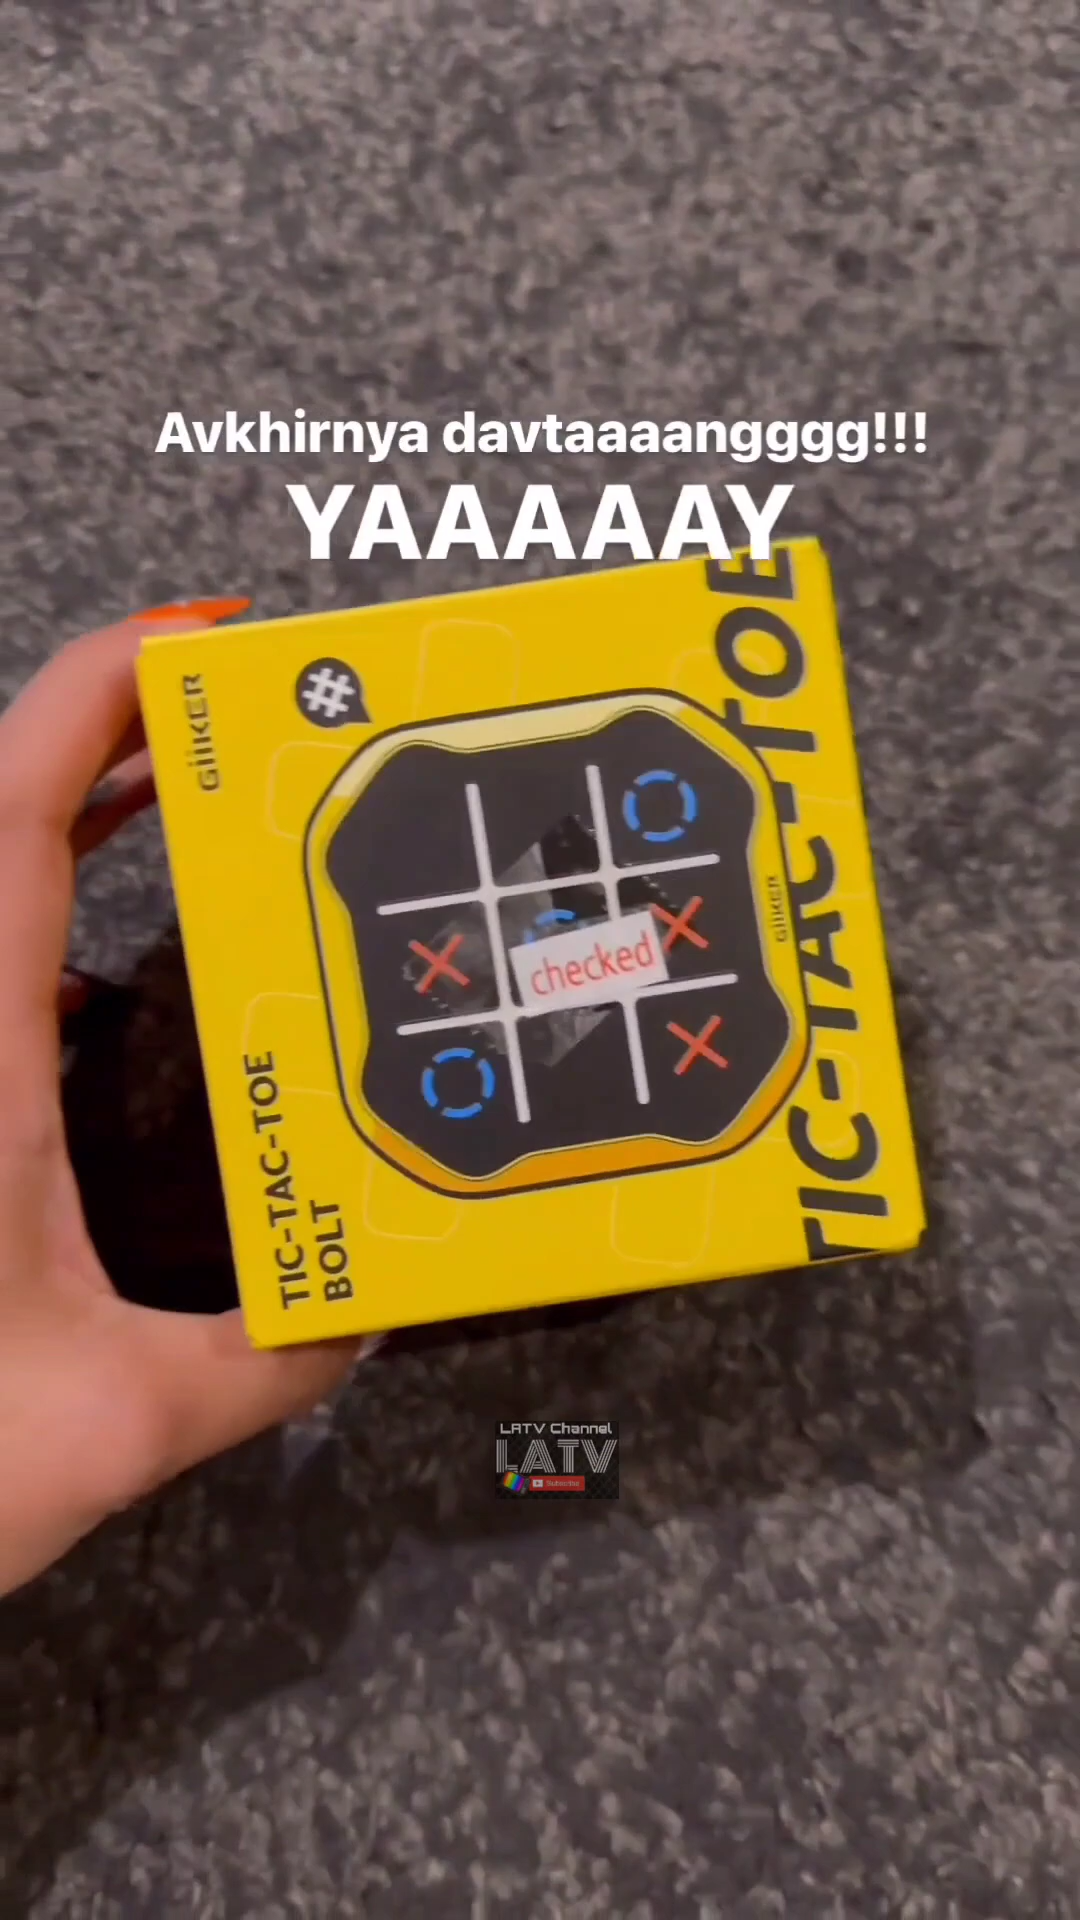 Avkhirnya davtaaaangggg!!!
YAAAAAY
GiiKER
#
TIC-TAC-TOE
BOLT
checked
GiiKER
TIC-TAC-TOE
LATV Channel
LATV
Subscribe